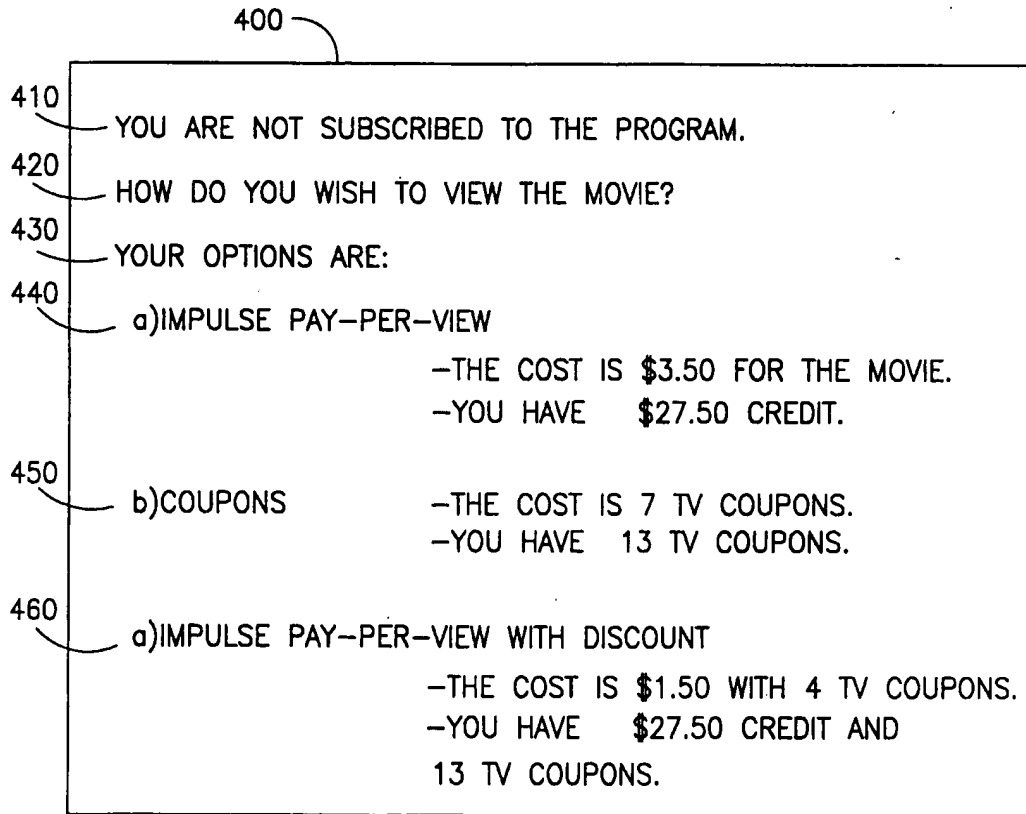 400
410
YOU ARE NOT SUBSCRIBED TO THE PROGRAM.
420
HOW DO YOU WISH TO VIEW THE MOVIE?
430
YOUR OPTIONS ARE:
440
a)IMPULSE PAY-PER-VIEW
-THE COST IS $3.50 FOR THE MOVIE.
-YOU HAVE $27.50 CREDIT.
450
b)COUPONS -THE COST IS 7 TV COUPONS.
-YOU HAVE 13 TV COUPONS.
460
a)IMPULSE PAY-PER-VIEW WITH DISCOUNT
-THE COST IS $1.50 WITH 4 TV COUPONS.
-YOU HAVE $27.50 CREDIT AND
13 TV COUPONS.